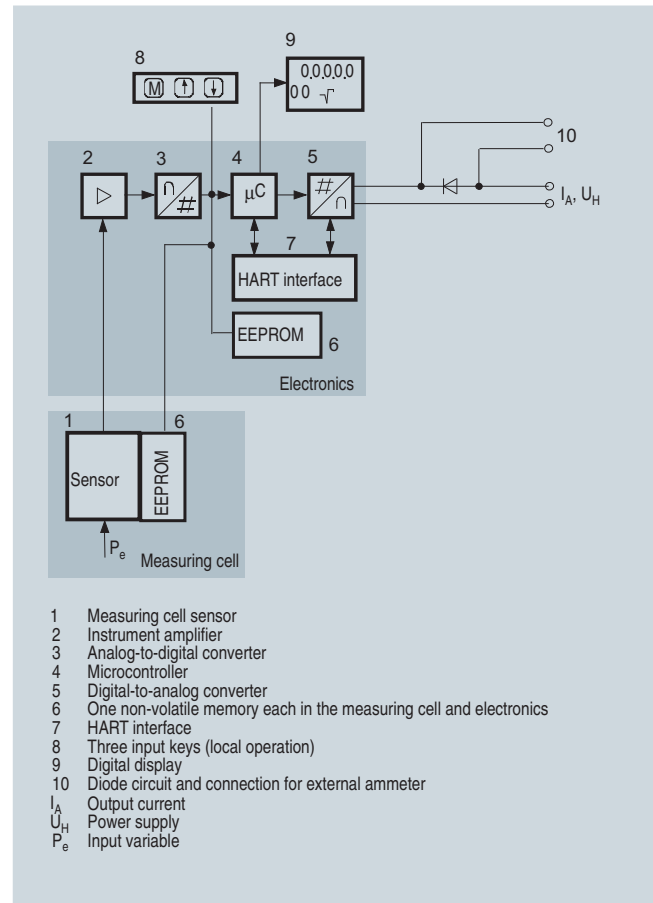 9
8
0.0.0.0.0
00 √
M ↑ ↓
10
2 3 4 5
∩ # µC # ∩
I_A, U_H
7
HART interface
EEPROM 6
Electronics
1 6
Sensor EEPROM
P_e
Measuring cell
1 Measuring cell sensor
2 Instrument amplifier
3 Analog-to-digital converter
4 Microcontroller
5 Digital-to-analog converter
6 One non-volatile memory each in the measuring cell and electronics
7 HART interface
8 Three input keys (local operation)
9 Digital display
10 Diode circuit and connection for external ammeter
I_A Output current
U_H Power supply
P_e Input variable